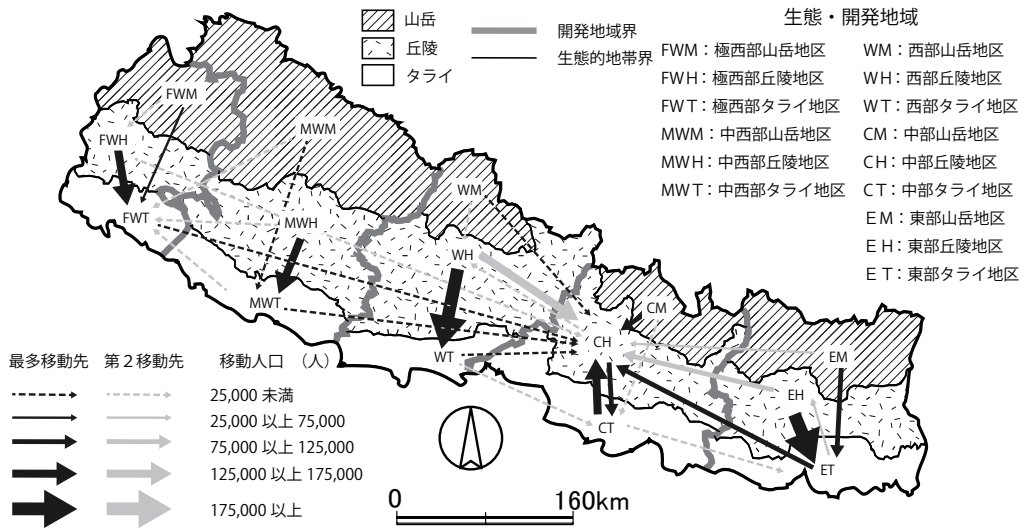 山岳
丘陵
タライ
開発地域界
生態的地帯界
生態・開発地域
FWM：極西部山岳地区
FWH：極西部丘陵地区
FWT：極西部タライ地区
MWM：中西部山岳地区
MWH：中西部丘陵地区
MWT：中西部タライ地区
WM：西部山岳地区
WH：西部丘陵地区
WT：西部タライ地区
CM：中部山岳地区
CH：中部丘陵地区
CT：中部タライ地区
EM：東部山岳地区
EH：東部丘陵地区
ET：東部タライ地区
FWM
MWM
FWH
WM
FWT
MWH
WH
MWT
CM
CH
WT
EM
EH
CT
ET
最多移動先 第２移動先 移動人口 （人）
25,000 未満
25,000 以上 75,000
75,000 以上 125,000
125,000 以上 175,000
175,000 以上
0 160km